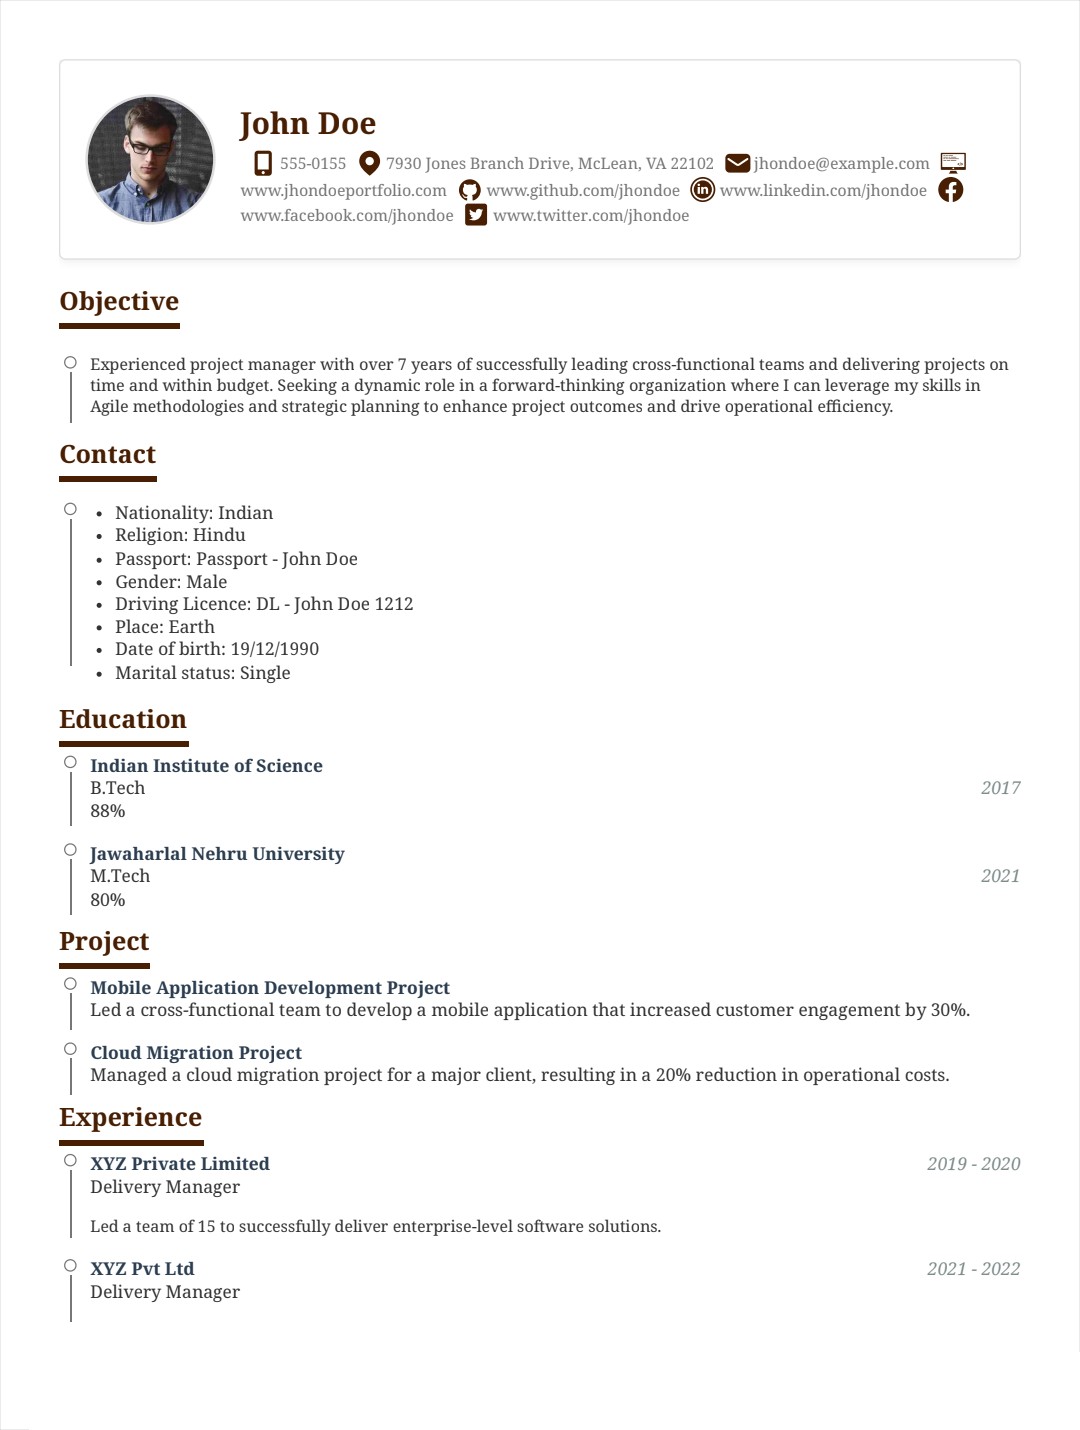 John Doe
555-0155 7930 Jones Branch Drive, McLean, VA 22102 jhondoe@example.com
www.jhondoeportfolio.com www.github.com/jhondoe www.linkedin.com/jhondoe
www.facebook.com/jhondoe www.twitter.com/jhondoe
Objective
Experienced project manager with over 7 years of successfully leading cross-functional teams and delivering projects on
time and within budget. Seeking a dynamic role in a forward-thinking organization where I can leverage my skills in
Agile methodologies and strategic planning to enhance project outcomes and drive operational efficiency.
Contact
• Nationality: Indian
• Religion: Hindu
• Passport: Passport - John Doe
• Gender: Male
• Driving Licence: DL - John Doe 1212
• Place: Earth
• Date of birth: 19/12/1990
• Marital status: Single
Education
Indian Institute of Science
B.Tech 2017
88%
Jawaharlal Nehru University
M.Tech 2021
80%
Project
Mobile Application Development Project
Led a cross-functional team to develop a mobile application that increased customer engagement by 30%.
Cloud Migration Project
Managed a cloud migration project for a major client, resulting in a 20% reduction in operational costs.
Experience
XYZ Private Limited 2019 - 2020
Delivery Manager
Led a team of 15 to successfully deliver enterprise-level software solutions.
XYZ Pvt Ltd 2021 - 2022
Delivery Manager